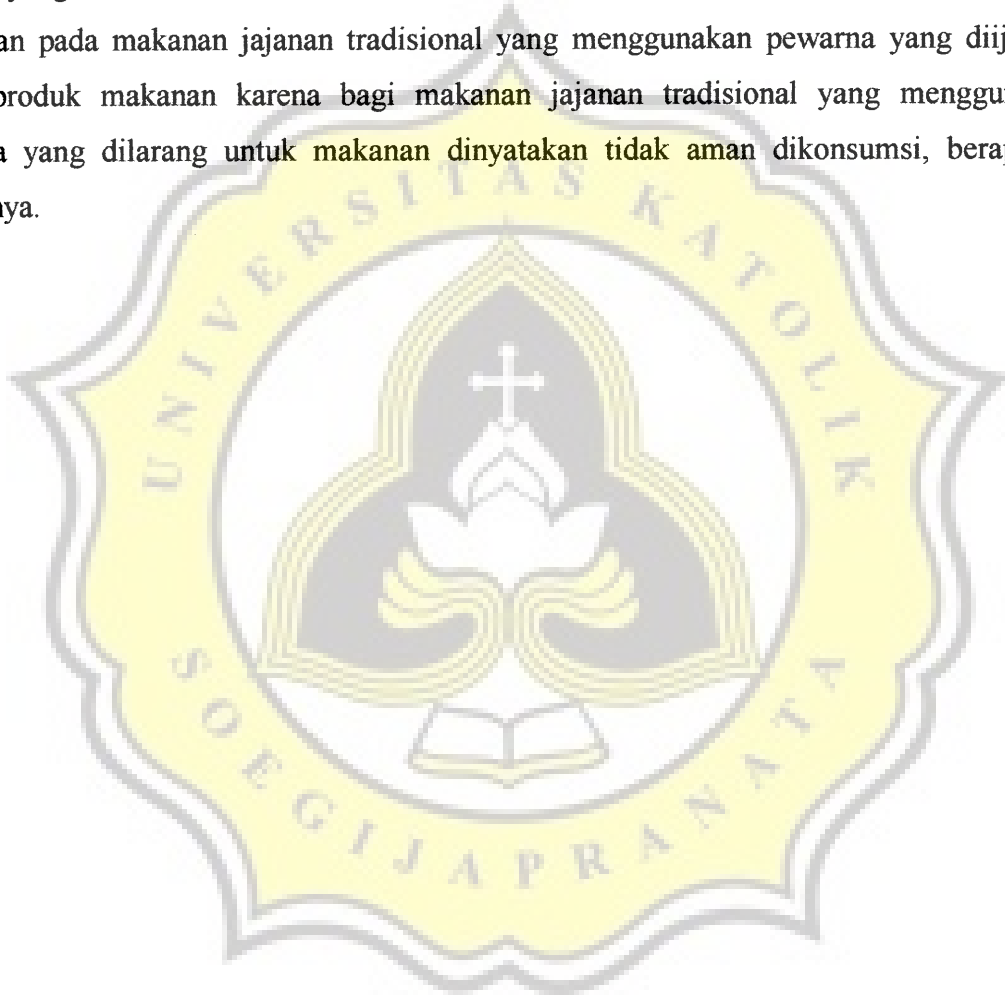 an pada makanan jajanan tradisional yang menggunakan pewarna yang diij
produk makanan karena bagi makanan jajanan tradisional yang menggu
a yang dilarang untuk makanan dinyatakan tidak aman dikonsumsi, bera
nya.
UNIVERSITAS KATOLIK
SOEGIJAPRANATA